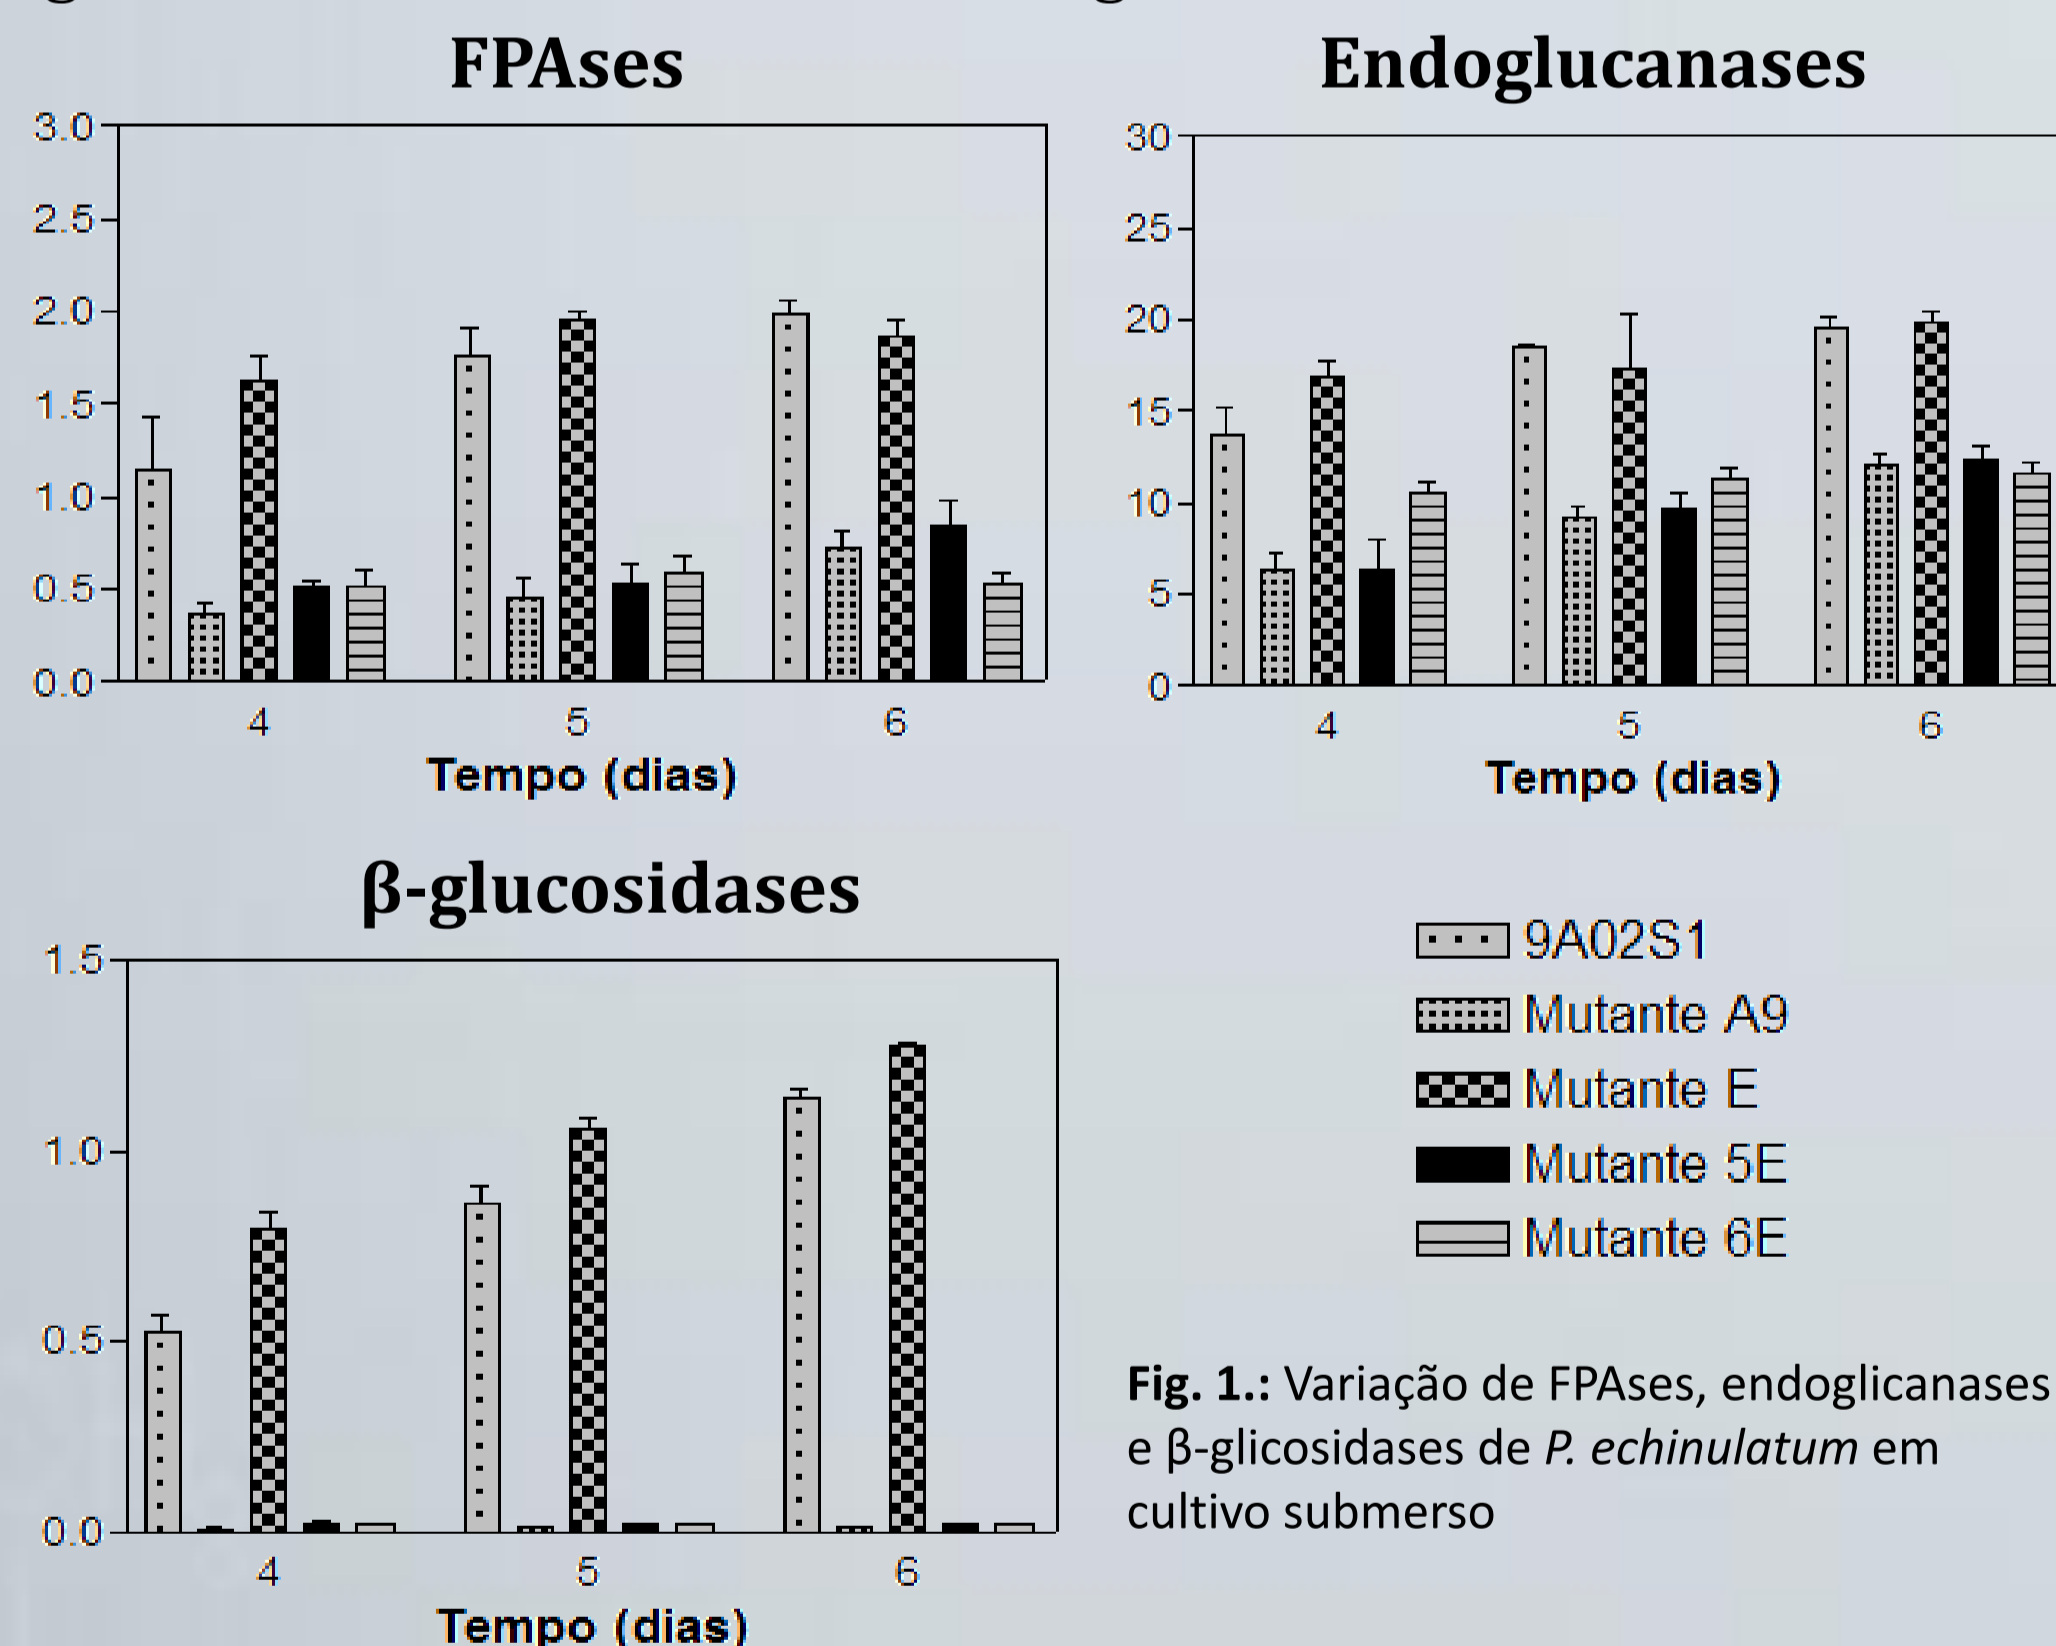 FPAses
3.0
2.5
2.0
1.5
1.0
0.5
0.0
4 5 6
Tempo (dias)
Endoglucanases
30
25
20
15
10
5
0
4 5 6
Tempo (dias)
β-glucosidases
1.5
1.0
0.5
0.0
4 5 6
Tempo (dias)
9A02S1
Mutante A9
Mutante E
Mutante 5E
Mutante 6E
Fig. 1.: Variação de FPAses, endoglicanases
e β-glicosidases de P. echinulatum em
cultivo submerso